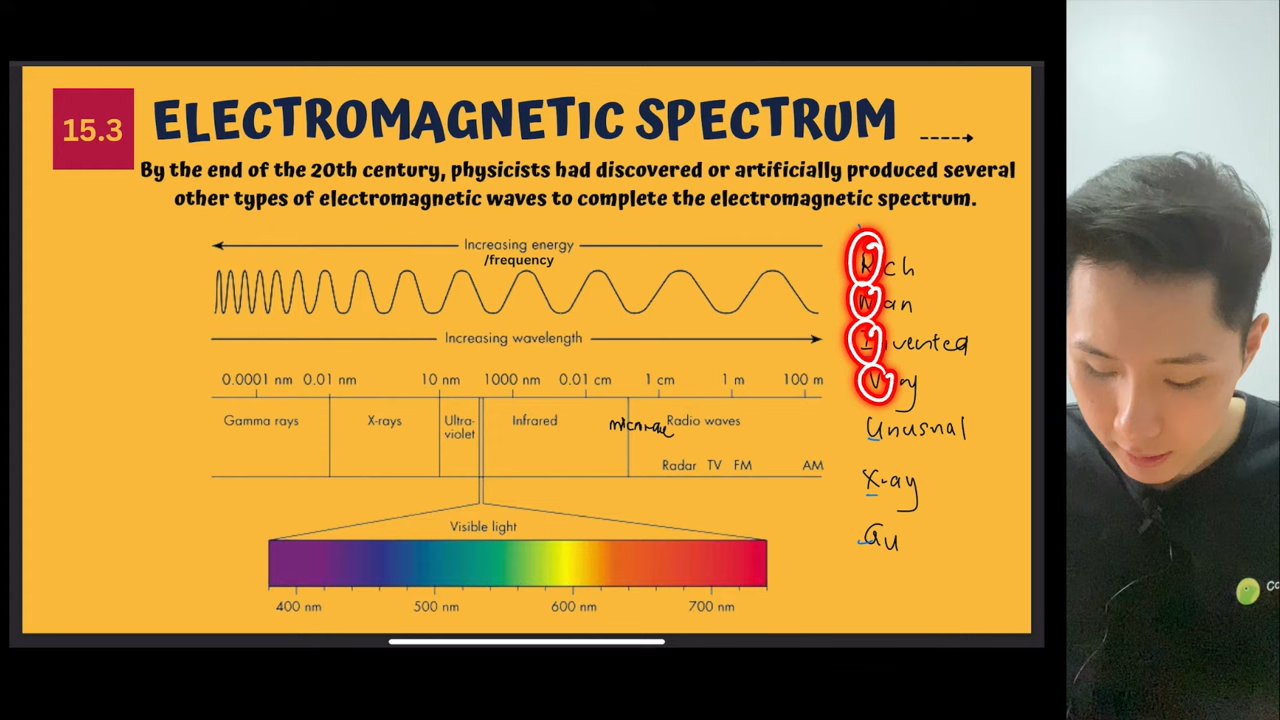 15.3
ELECTROMAGNETIC SPECTRUM
By the end of the 20th century, physicists had discovered or artificially produced several
other types of electromagnetic waves to complete the electromagnetic spectrum.
Increasing energy
/frequency
Increasing wavelength
0.0001 nm 0.01 nm 10 nm 1000 nm 0.01 cm 1 cm 1 m 100 m
Gamma rays X-rays Ultra-
violet Infrared Radio waves
Radar TV FM AM
Visible light
400 nm 500 nm 600 nm 700 nm
Rich
Man
Invented
V
Unusual
X-ay